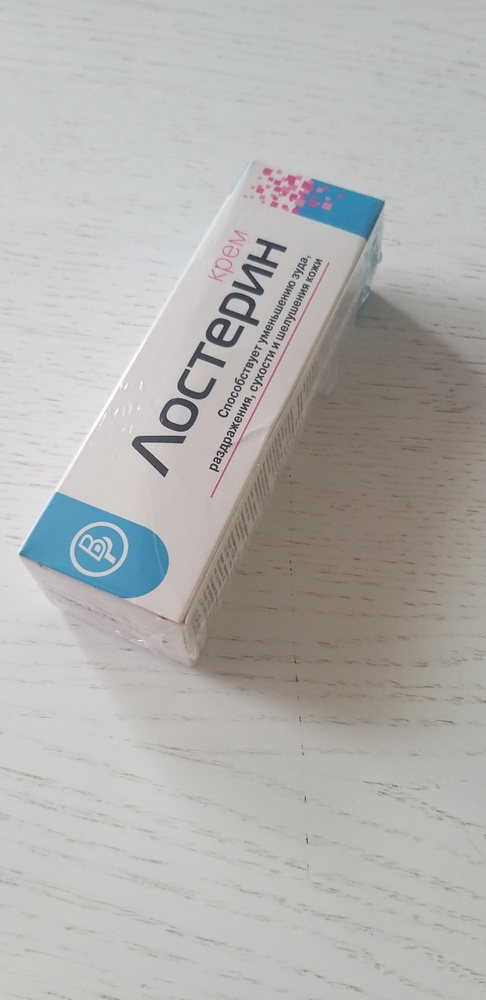 крем
Лостерин
Способствует уменьшению зуда,
раздражения, сухости и шелушения кожи